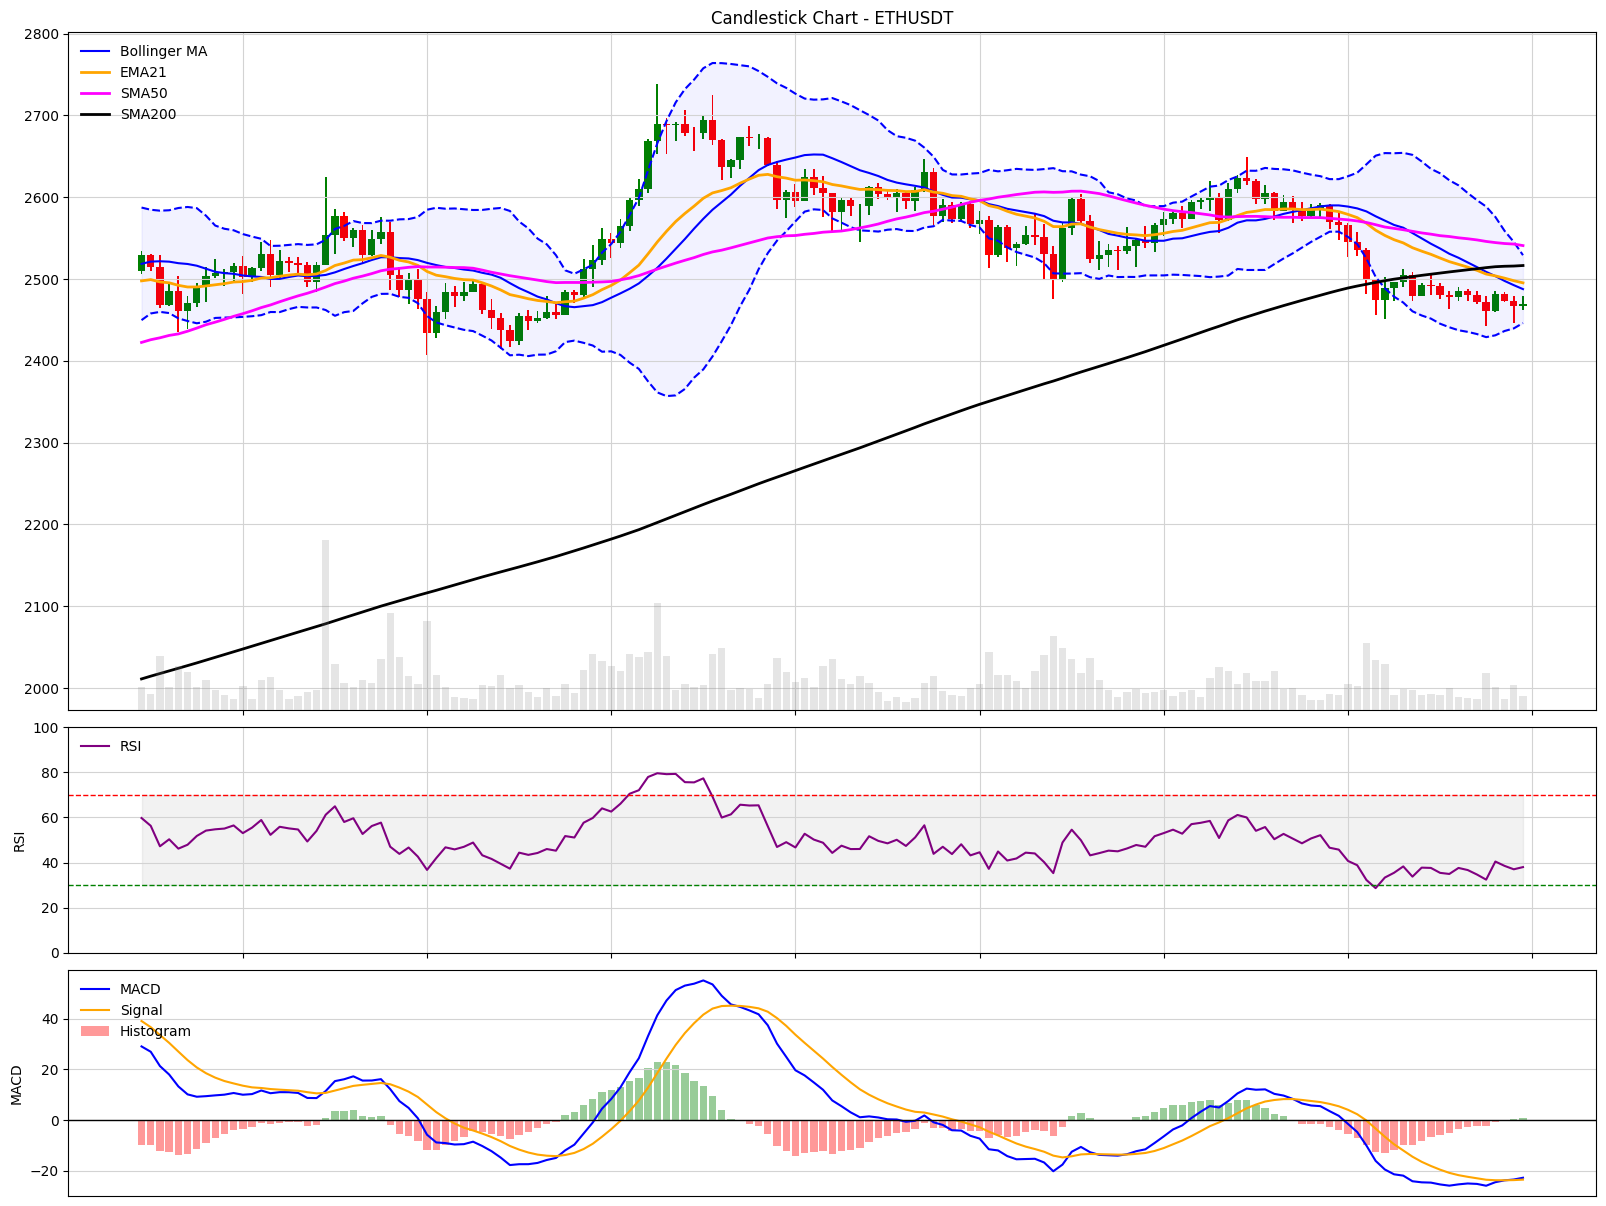 Candlestick Chart - ETHUSDT
2800
2700
2600
2500
2400
2300
2200
2100
2000
Bollinger MA
EMA21
SMA50
SMA200
100
80
60
40
20
0
RSI
RSI
40
20
0
−20
MACD
MACD
Signal
Histogram